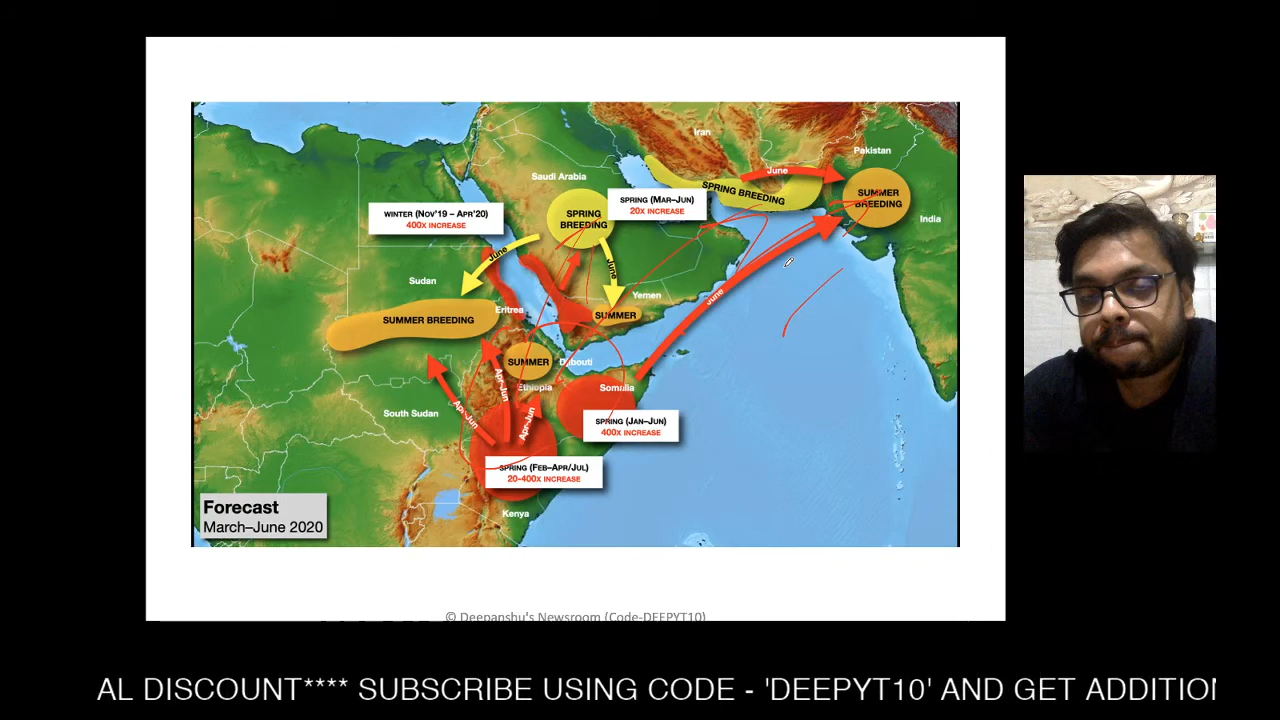 Iran
Pakistan
June
Saudi Arabia
SPRING BREEDING
SUMMER
BREEDING
SPRING (MAR–JUN)
20X INCREASE
WINTER (NOV'19 – APR'20)
400X INCREASE
SPRING
BREEDING
India
June
June
Sudan
Yemen
June
Eritrea
SUMMER BREEDING
SUMMER
SUMMER
Djibouti
Ethiopia
Somalia
Apr-Jun
Apr-Jun
Apr-Jun
South Sudan
SPRING (JAN–JUN)
400X INCREASE
SPRING (FEB–APR/JUL)
20-400X INCREASE
Kenya
Forecast
March–June 2020
© Deepanshu's Newsroom (Code-DEEPYT10)
AL DISCOUNT**** SUBSCRIBE USING CODE - 'DEEPYT10' AND GET ADDITION